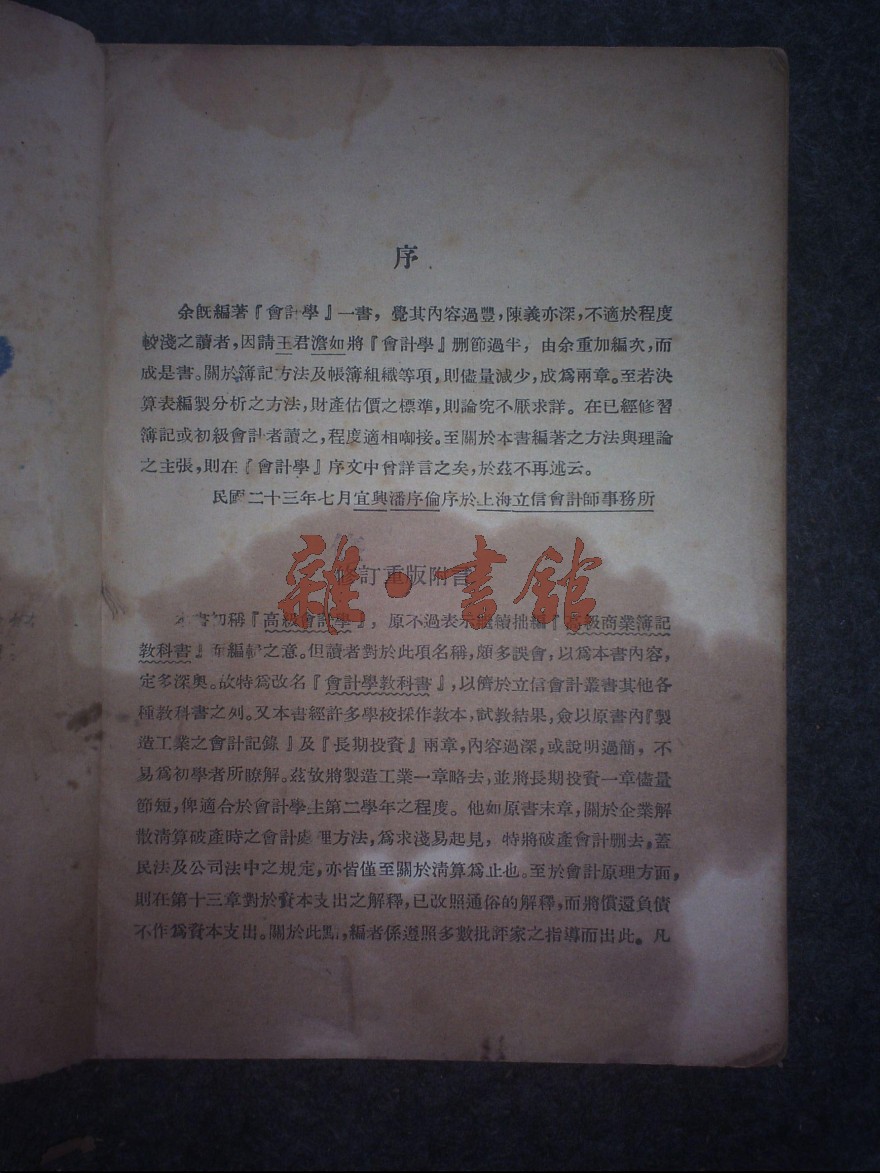 序
余既編著『會計學』一書，覺其內容過豐，陳義亦深，不適於程度
較淺之讀者，因請王君澹如將『會計學』删節過半，由余重加編次，而
成是書。關於簿記方法及帳簿組織等項，則儘量減少，成爲兩章。至若決
算表編製分析之方法，財產估價之標準，則論究不厭求詳。在已經修習
簿記或初級會計者讀之，程度適相啣接。至關於本書編著之方法與理論
之主張，則在『會計學』序文中曾詳言之矣，於茲不再述云。
民國二十三年七月宜興潘序倫序於上海立信會計師事務所
修訂重版附言
雜·書館
本書初稱『高級會計學』，原不過表示繼續拙編『高級商業簿記
教科書』而編輯之意。但讀者對於此項名稱，頗多誤會，以爲本書內容，
定多深奧。故特爲改名『會計學教科書』，以儕於立信會計叢書其他各
種教科書之列。又本書經許多學校採作教本，試教結果，僉以原書內『製
造工業之會計記錄』及『長期投資』兩章，內容過深，或說明過簡，不
易爲初學者所瞭解。茲故將製造工業一章略去，並將長期投資一章儘量
節短，俾適合於會計學生第二學年之程度。他如原書末章，關於企業解
散清算破產時之會計處理方法，爲求淺易起見，特將破產會計删去，蓋
民法及公司法中之規定，亦皆僅至關於清算爲止也。至於會計原理方面，
則在第十三章對於資本支出之解釋，已改照通俗的解釋，而將償還負債
不作爲資本支出。關於此點，編者係遵照多數批評家之指導而出此。凡